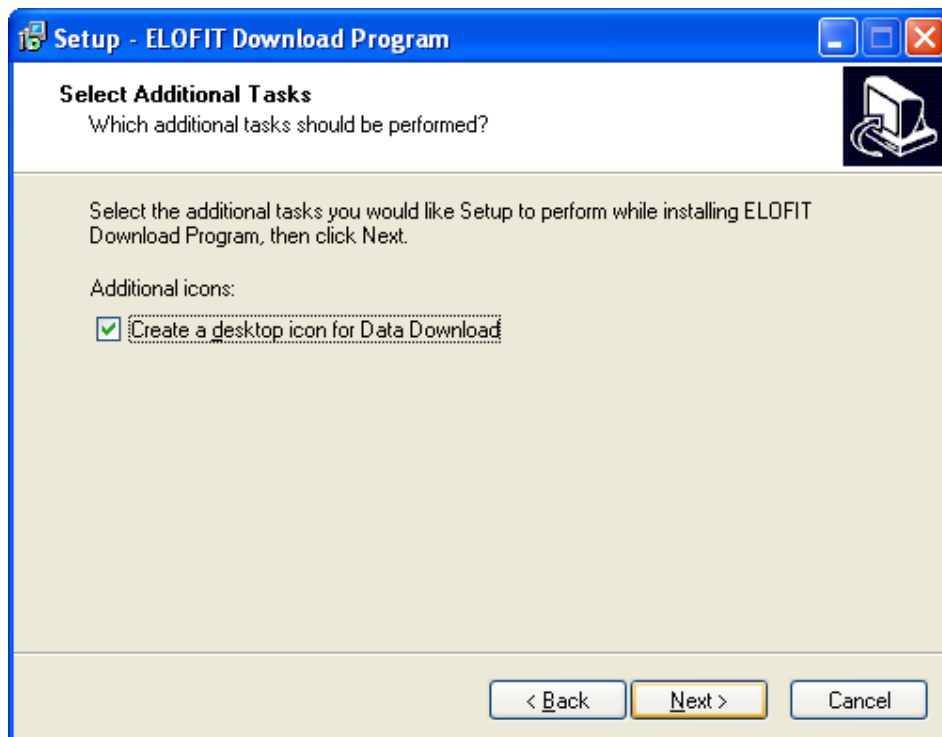 Setup - ELOFIT Download Program
Select Additional Tasks
Which additional tasks should be performed?
Select the additional tasks you would like Setup to perform while installing ELOFIT
Download Program, then click Next.
Additional icons:
Create a desktop icon for Data Download
< Back
Next >
Cancel